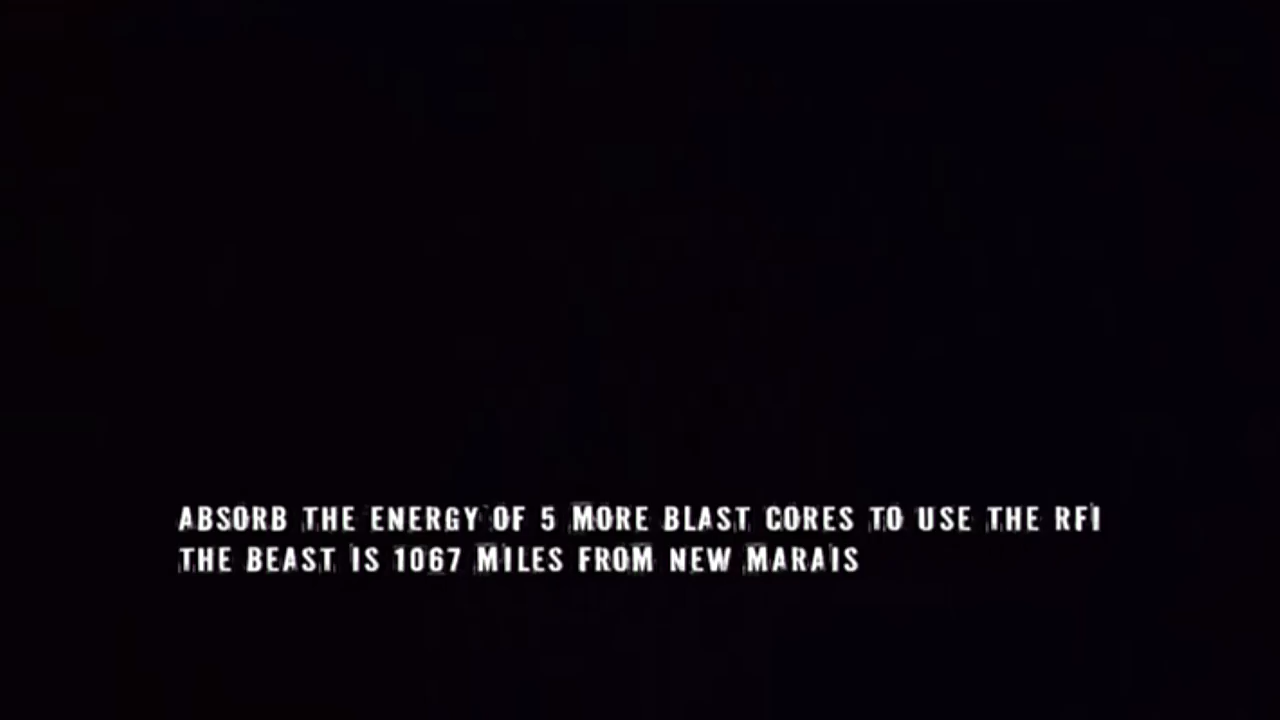 ABSORB THE ENERGY OF 5 MORE BLAST CORES TO USE THE RFI
THE BEAST IS 1067 MILES FROM NEW MARAIS